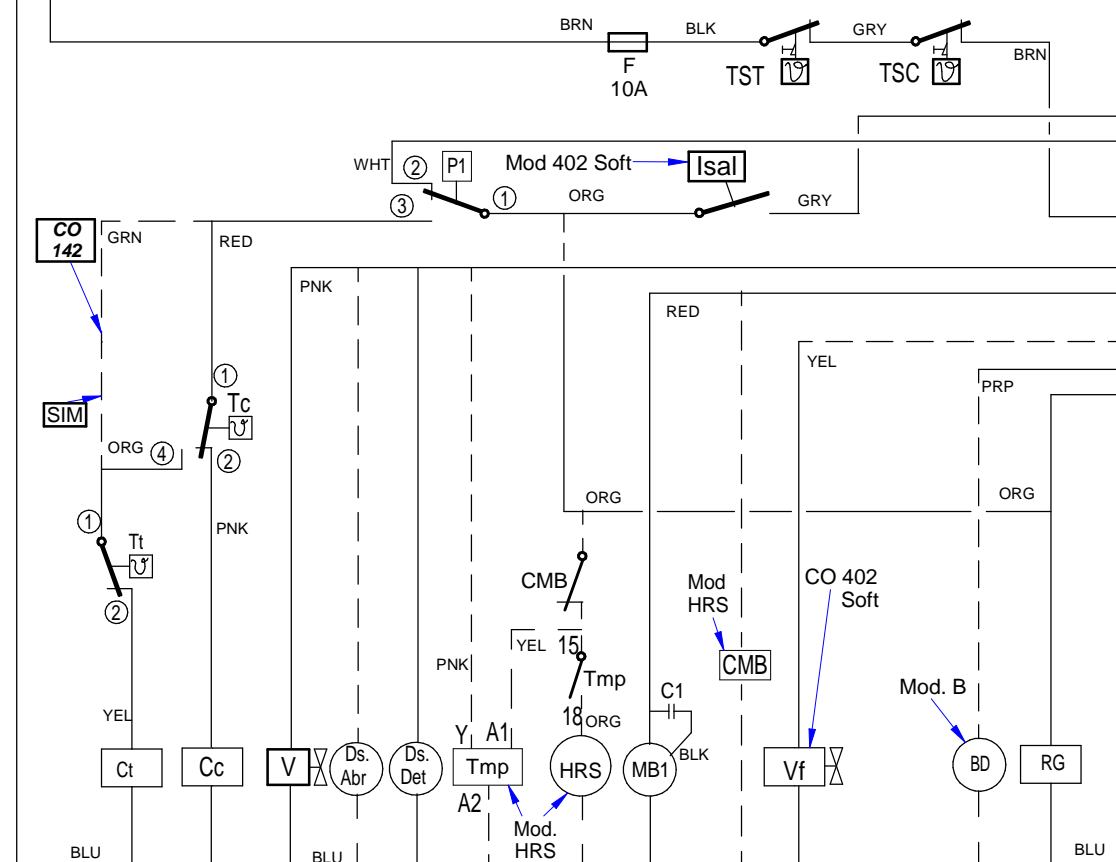 BRN
BLK
GRY
BRN
F
10A
TST
ϑ
TSC
ϑ
WHT
2
P1
Mod 402 Soft
Isal
3
1
ORG
GRY
CO
142
GRN
RED
PNK
RED
YEL
PRP
1
Tc
ϑ
SIM
ORG
4
2
ORG
ORG
1
PNK
Tt
ϑ
2
CMB
Mod
HRS
CO 402
Soft
YEL
15
PNK
Tmp
CMB
Mod. B
C1
YEL
18
ORG
Y
A1
BLK
Ct
Cc
V
Ds.
Abr
Ds.
Det
Tmp
HRS
MB1
Vf
BD
RG
A2
Mod.
HRS
BLU
BLU
BLU